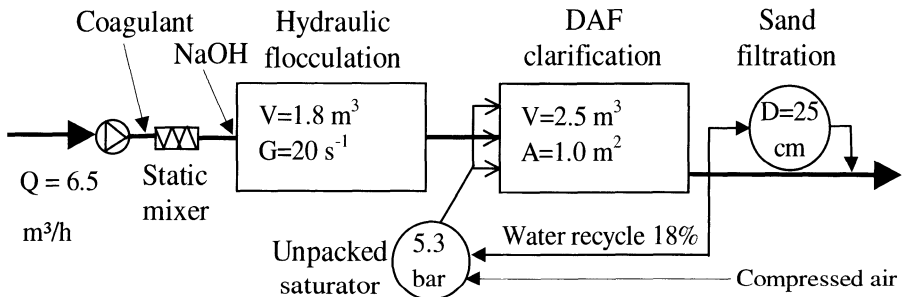 Coagulant
NaOH
Hydraulic
flocculation
DAF
clarification
Sand
filtration
V=1.8 m³
G=20 s⁻¹
V=2.5 m³
A=1.0 m²
D=25
cm
Q = 6.5
m³/h
Static
mixer
Unpacked
saturator
5.3
bar
Water recycle 18%
Compressed air